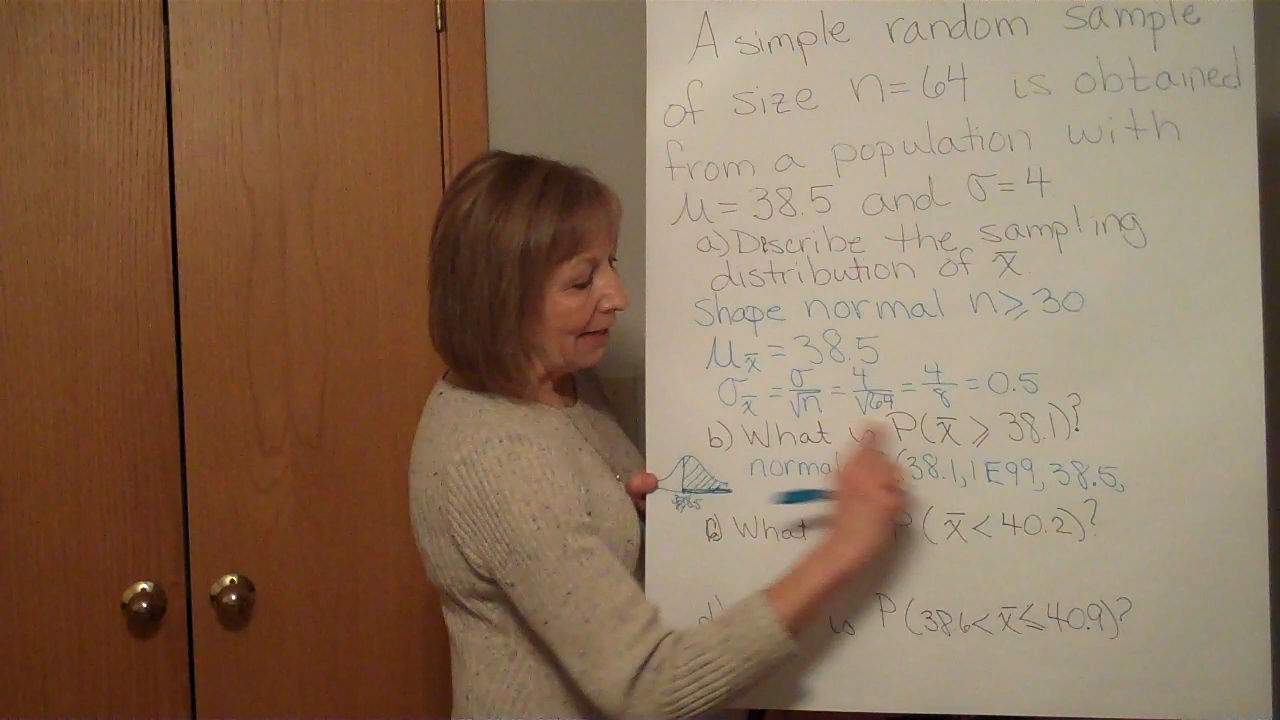 A simple random sample
of size n=64 is obtained
from a population with
μ=38.5 and σ=4
a) Describe the sampling
distribution of x̄
shape normal n⩾30
μx̄ = 38.5
σx̄ = σ/√n = 4/√64 = 4/8 = 0.5
b) What is P(x̄ ⩾ 38.1)?
normal (38.1, 1E99, 38.5,
c) What P(x̄ < 40.2)?
d) is P(38.6 < x̄ ≤ 40.9)?